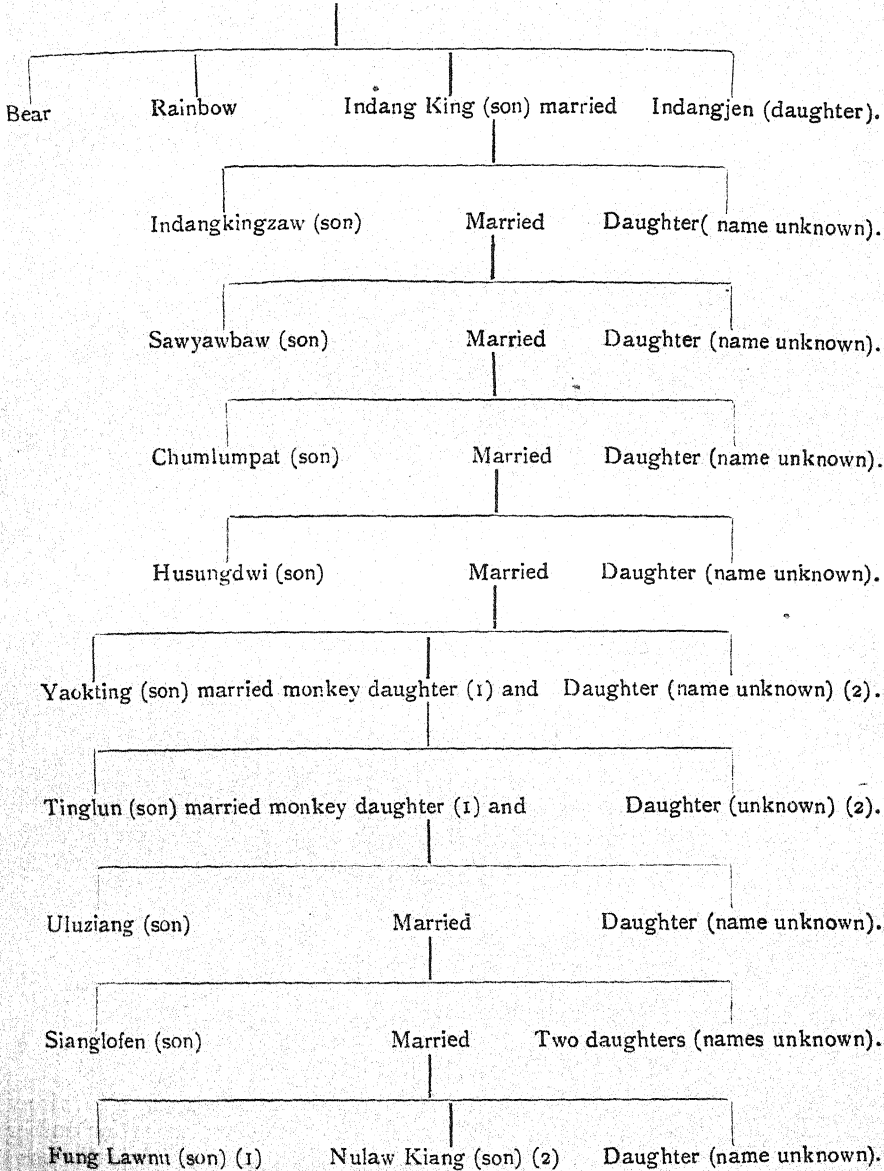 Bear Rainbow Indang King (son) married Indangjen (daughter).
Indangkingzaw (son) Married Daughter( name unknown).
Sawyawbaw (son) Married Daughter (name unknown).
Chumlumpat (son) Married Daughter (name unknown).
Husungdwi (son) Married Daughter (name unknown).
Yaokting (son) married monkey daughter (1) and Daughter (name unknown) (2).
Tinglun (son) married monkey daughter (1) and Daughter (unknown) (2).
Uluziang (son) Married Daughter (name unknown).
Sianglofen (son) Married Two daughters (names unknown).
Fung Lawnu (son) (1) Nulaw Kiang (son) (2) Daughter (name unknown).